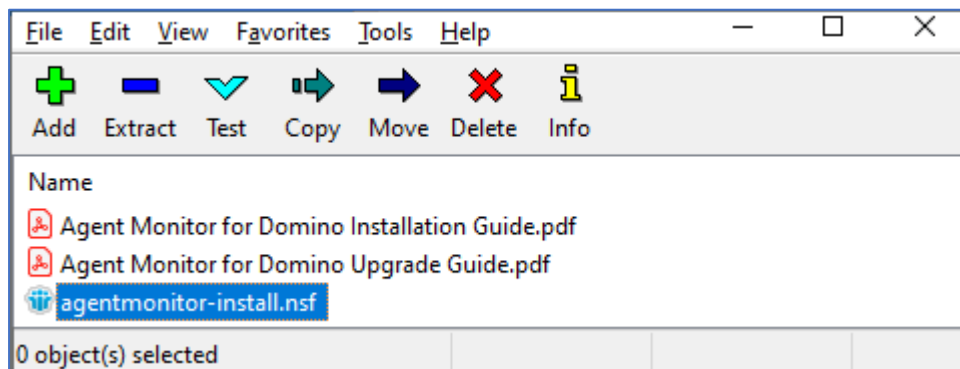 File Edit View Favorites Tools Help
Add Extract Test Copy Move Delete Info
Name
Agent Monitor for Domino Installation Guide.pdf
Agent Monitor for Domino Upgrade Guide.pdf
agentmonitor-install.nsf
0 object(s) selected